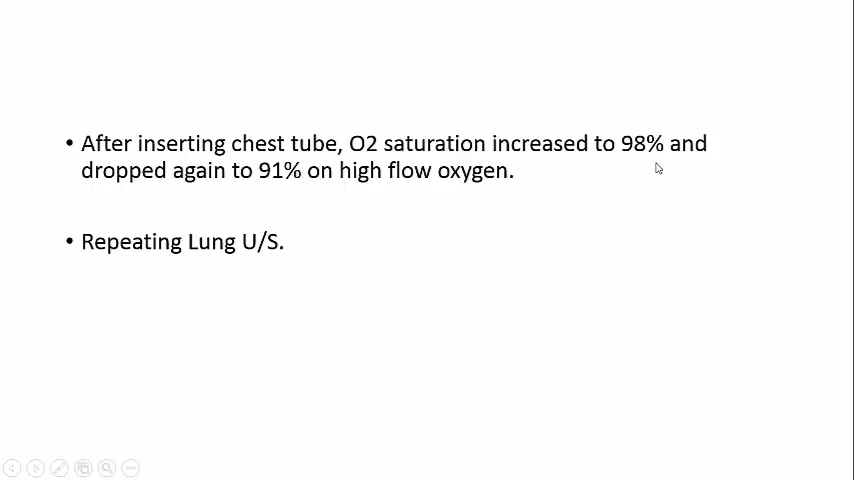 • After inserting chest tube, O2 saturation increased to 98% and
dropped again to 91% on high flow oxygen.
• Repeating Lung U/S.